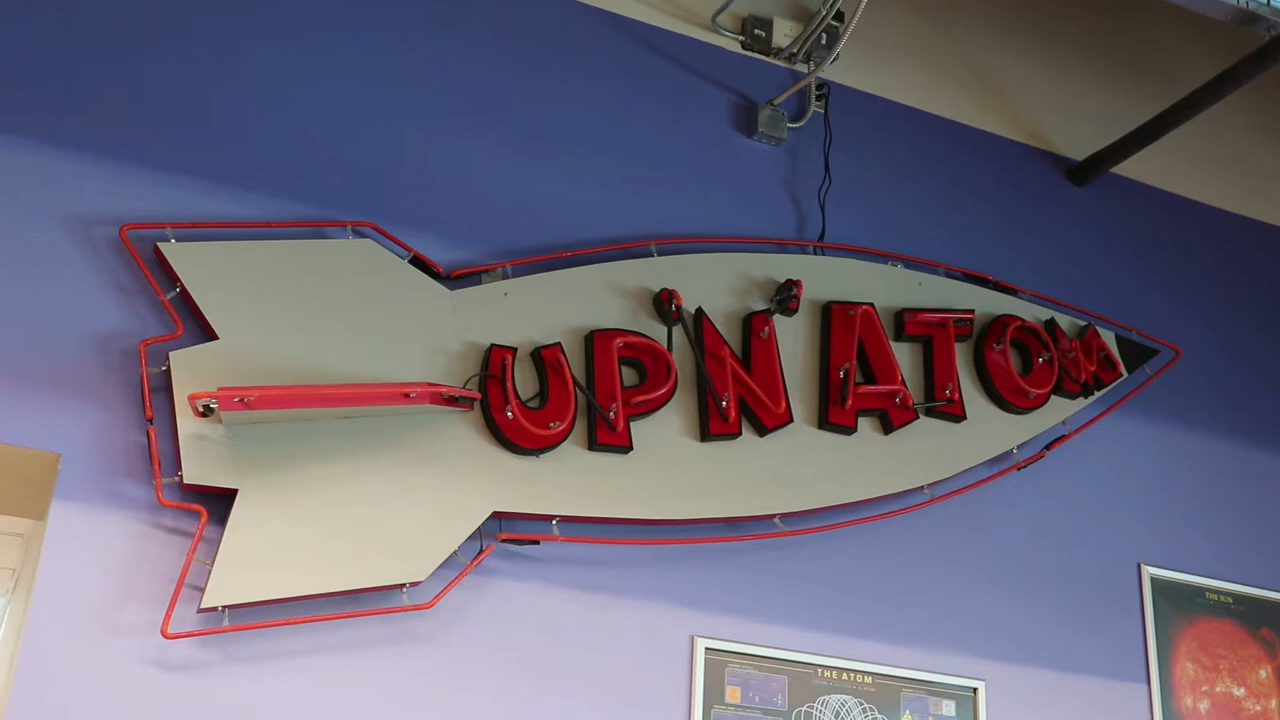 UP 'N' ATOM
THE ATOM
THE SUN